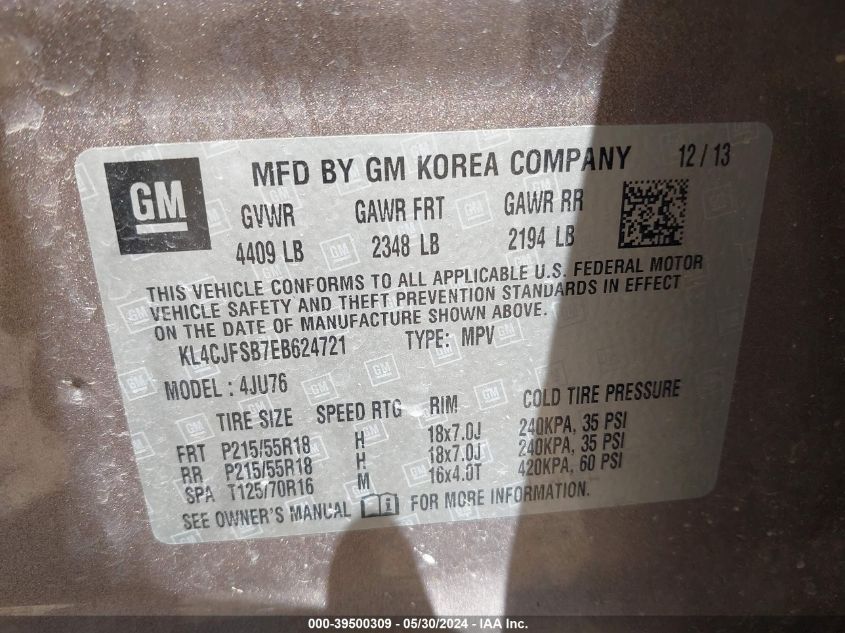 GM
MFD BY GM KOREA COMPANY 12 / 13
GVWR GAWR FRT GAWR RR
4409 LB 2348 LB 2194 LB
THIS VEHICLE CONFORMS TO ALL APPLICABLE U.S. FEDERAL MOTOR
VEHICLE SAFETY AND THEFT PREVENTION STANDARDS IN EFFECT
ON THE DATE OF MANUFACTURE SHOWN ABOVE.
KL4CJFSB7EB624721 TYPE: MPV
MODEL : 4JU76
TIRE SIZE SPEED RTG RIM COLD TIRE PRESSURE
FRT P215/55R18 H 18x7.0J 240KPA, 35 PSI
RR P215/55R18 H 18x7.0J 240KPA, 35 PSI
SPA T125/70R16 M 16x4.0T 420KPA, 60 PSI
SEE OWNER'S MANUAL FOR MORE INFORMATION.
000-39500309 - 05/30/2024 - IAA Inc.